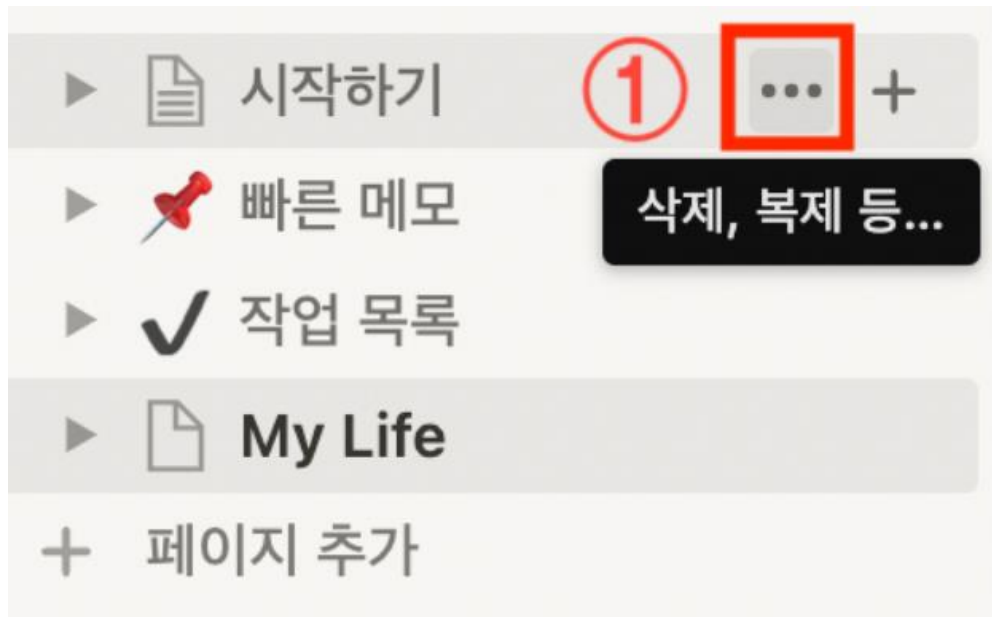 시작하기 ① ••• +
빠른 메모
삭제, 복제 등...
작업 목록
My Life
+ 페이지 추가